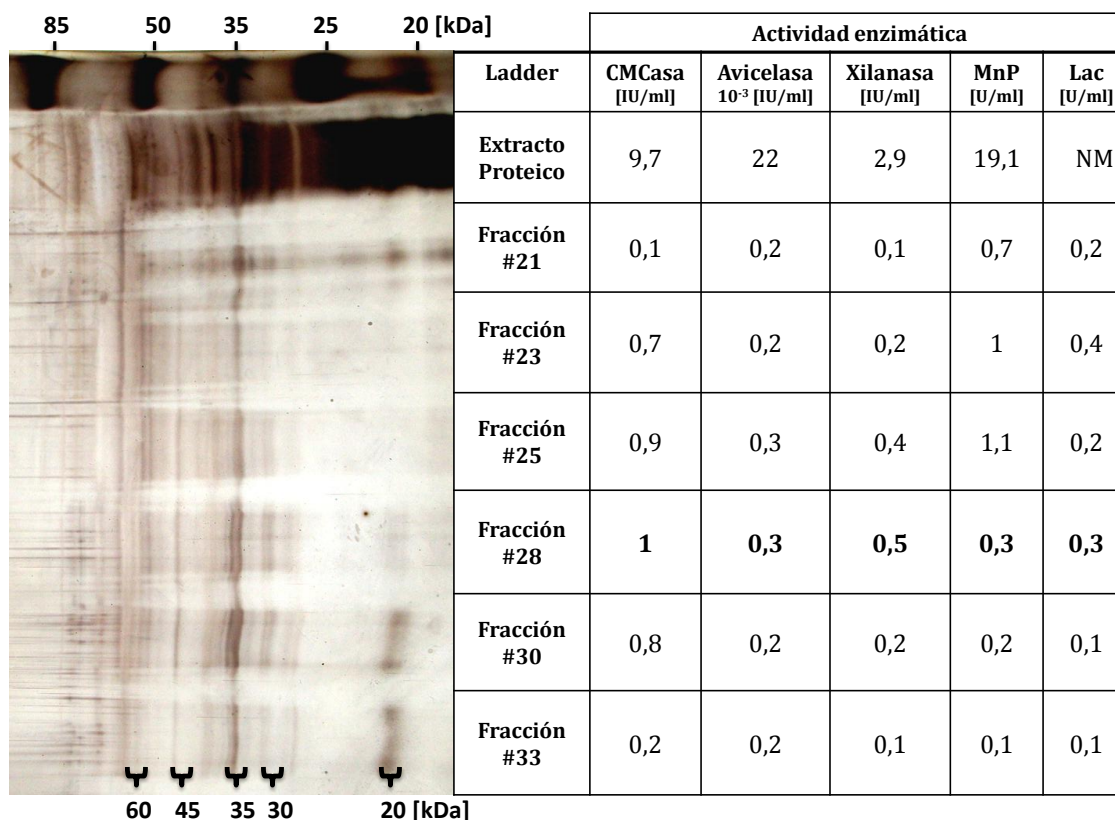 85 50 35 25 20 [kDa]
Actividad enzimática
Ladder CMCasa Avicelasa Xilanasa MnP Lac
[IU/ml] 10⁻³ [IU/ml] [IU/ml] [U/ml] [U/ml]
Extracto
Proteico 9,7 22 2,9 19,1 NM
Fracción
#21 0,1 0,2 0,1 0,7 0,2
Fracción
#23 0,7 0,2 0,2 1 0,4
Fracción
#25 0,9 0,3 0,4 1,1 0,2
Fracción
#28 1 0,3 0,5 0,3 0,3
Fracción
#30 0,8 0,2 0,2 0,2 0,1
Fracción
#33 0,2 0,2 0,1 0,1 0,1
60 45 35 30 20 [kDa]